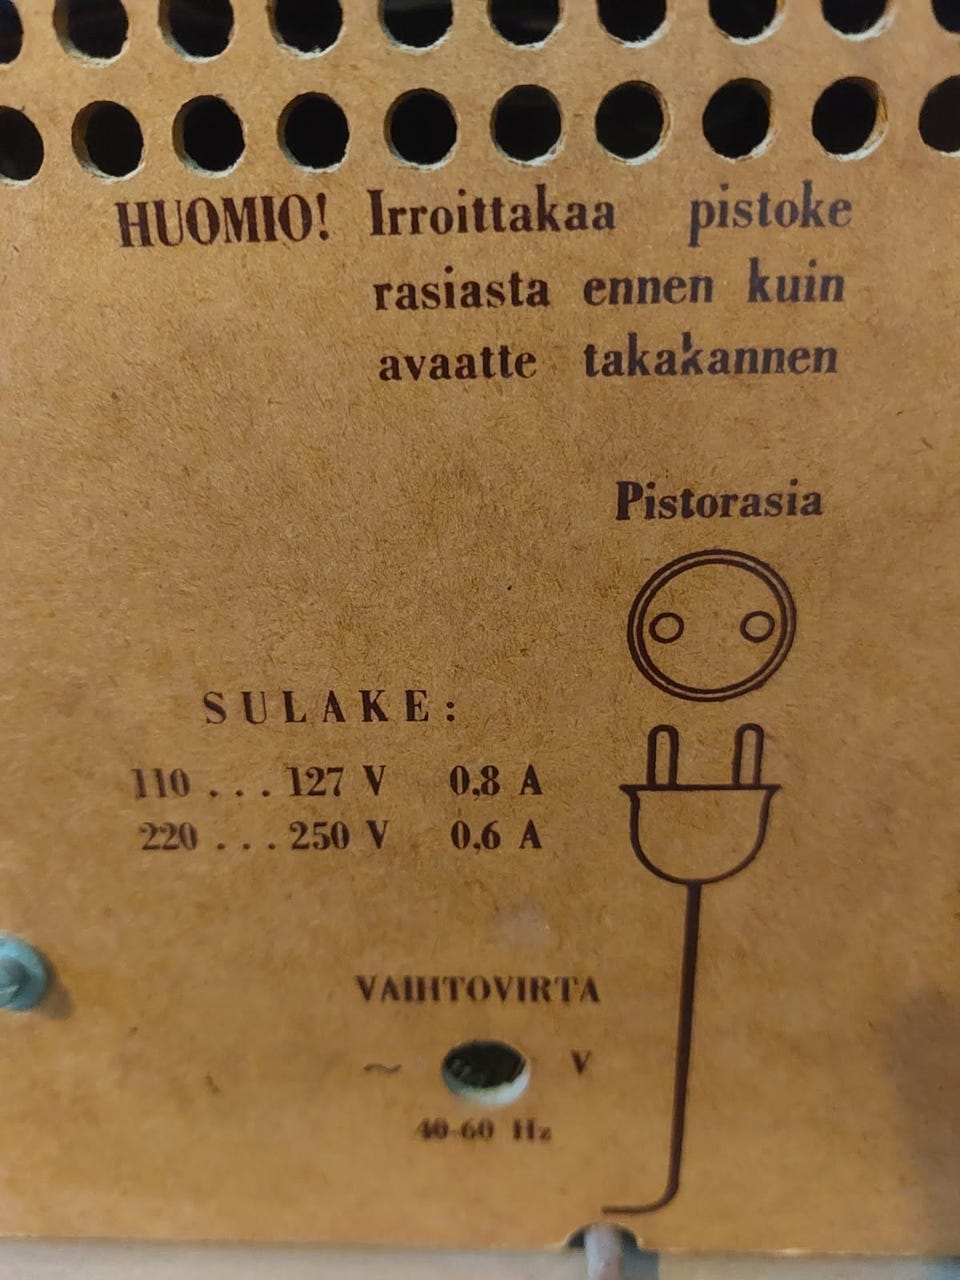 HUOMIO! Irroittakaa pistoke
rasiasta ennen kuin
avaatte takakannen
Pistorasia
SULAKE:
110 . . . 127 V 0,8 A
220 . . . 250 V 0,6 A
VAIHTOVIRTA
~ V
40-60 Hz